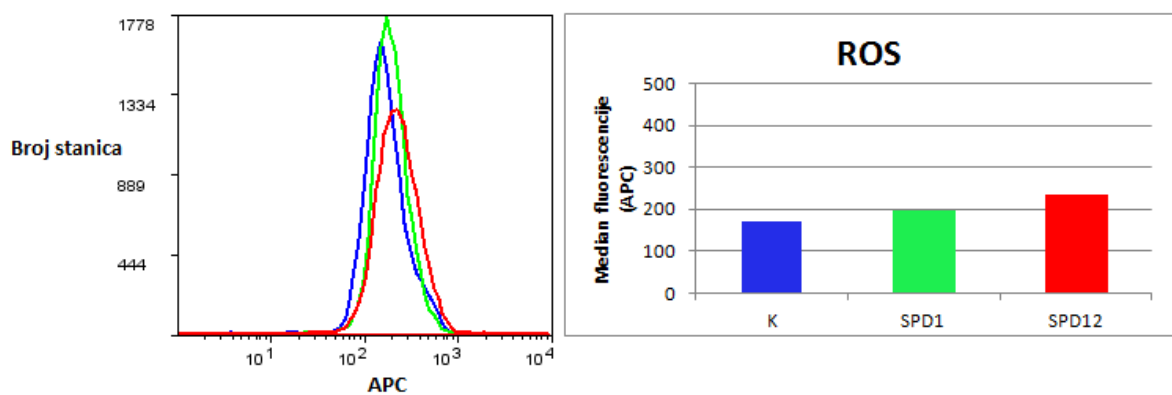 1778
1334
Broj stanica
889
444
10^1
10^2
10^3
10^4
APC
ROS
Median fluorescencije
(APC)
500
400
300
200
100
0
K
SPD1
SPD12